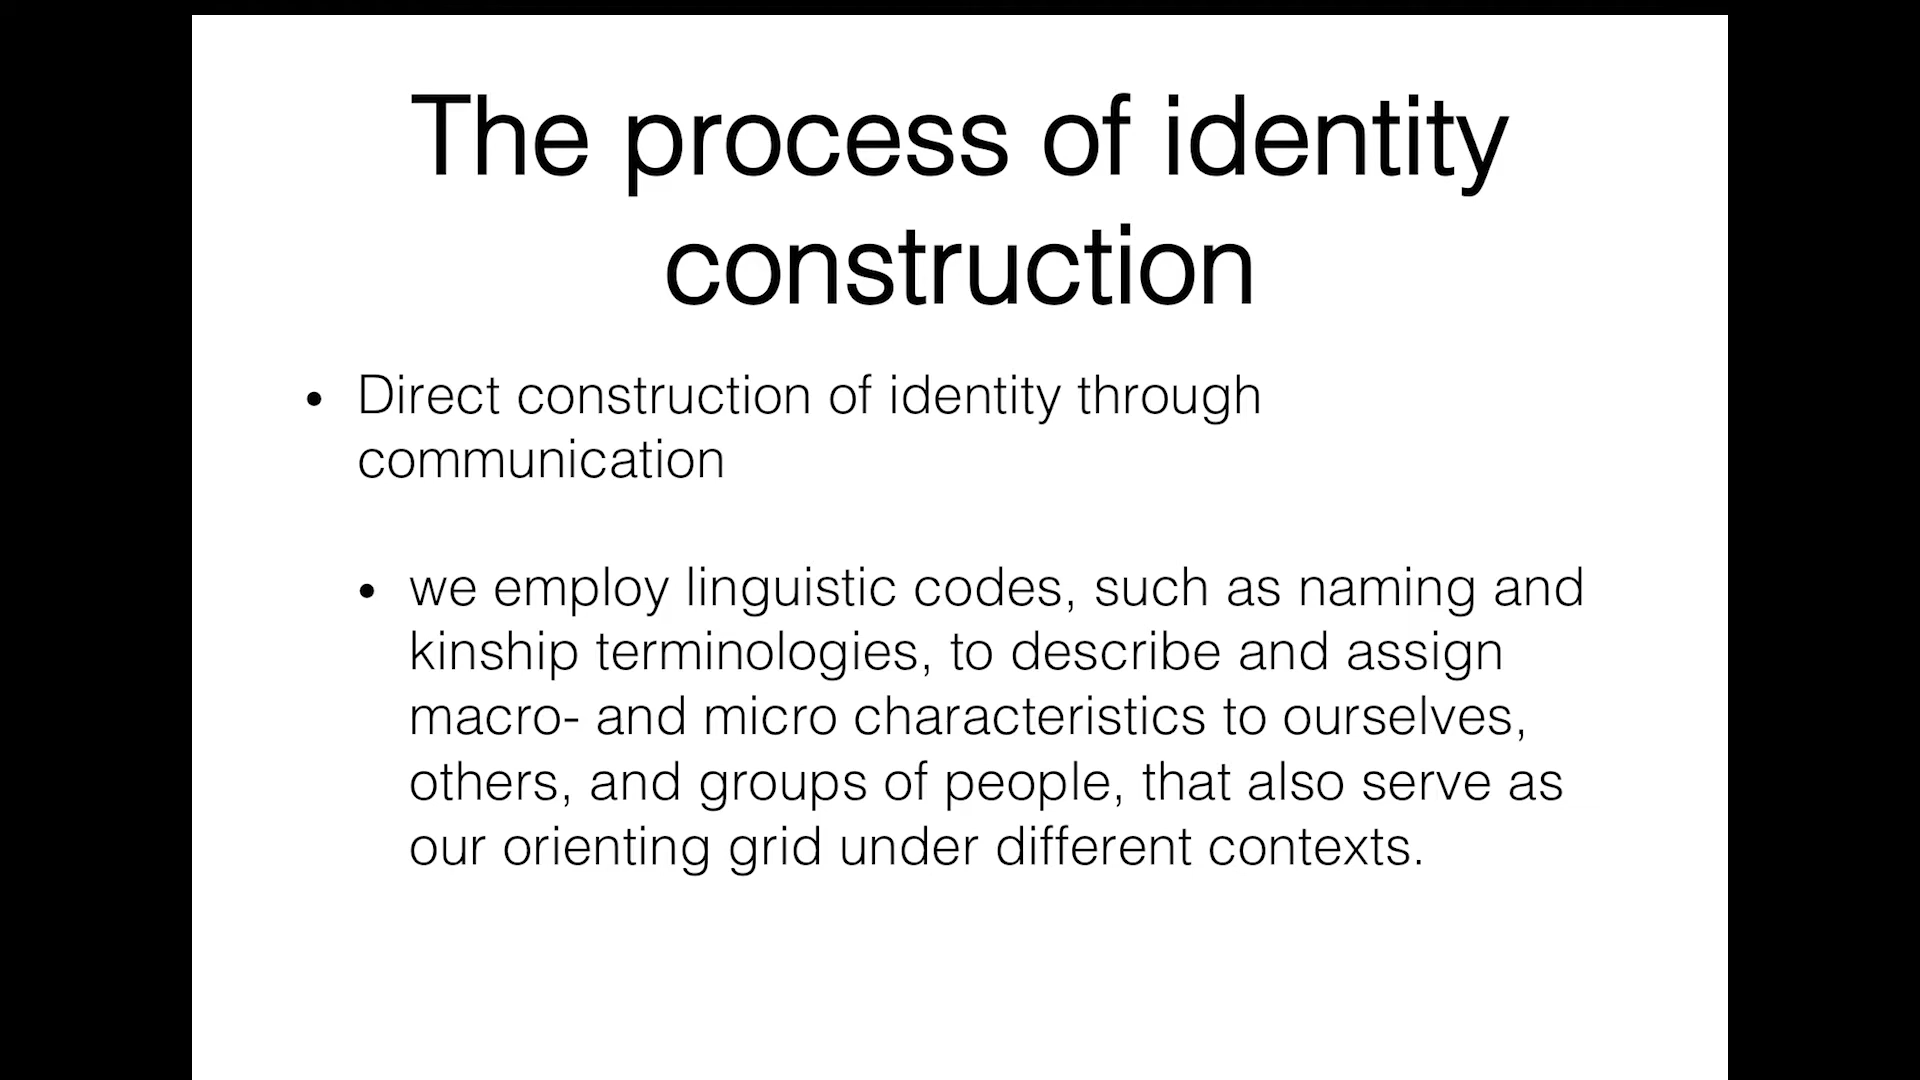 The process of identity
construction
• Direct construction of identity through
communication
• we employ linguistic codes, such as naming and
kinship terminologies, to describe and assign
macro- and micro characteristics to ourselves,
others, and groups of people, that also serve as
our orienting grid under different contexts.